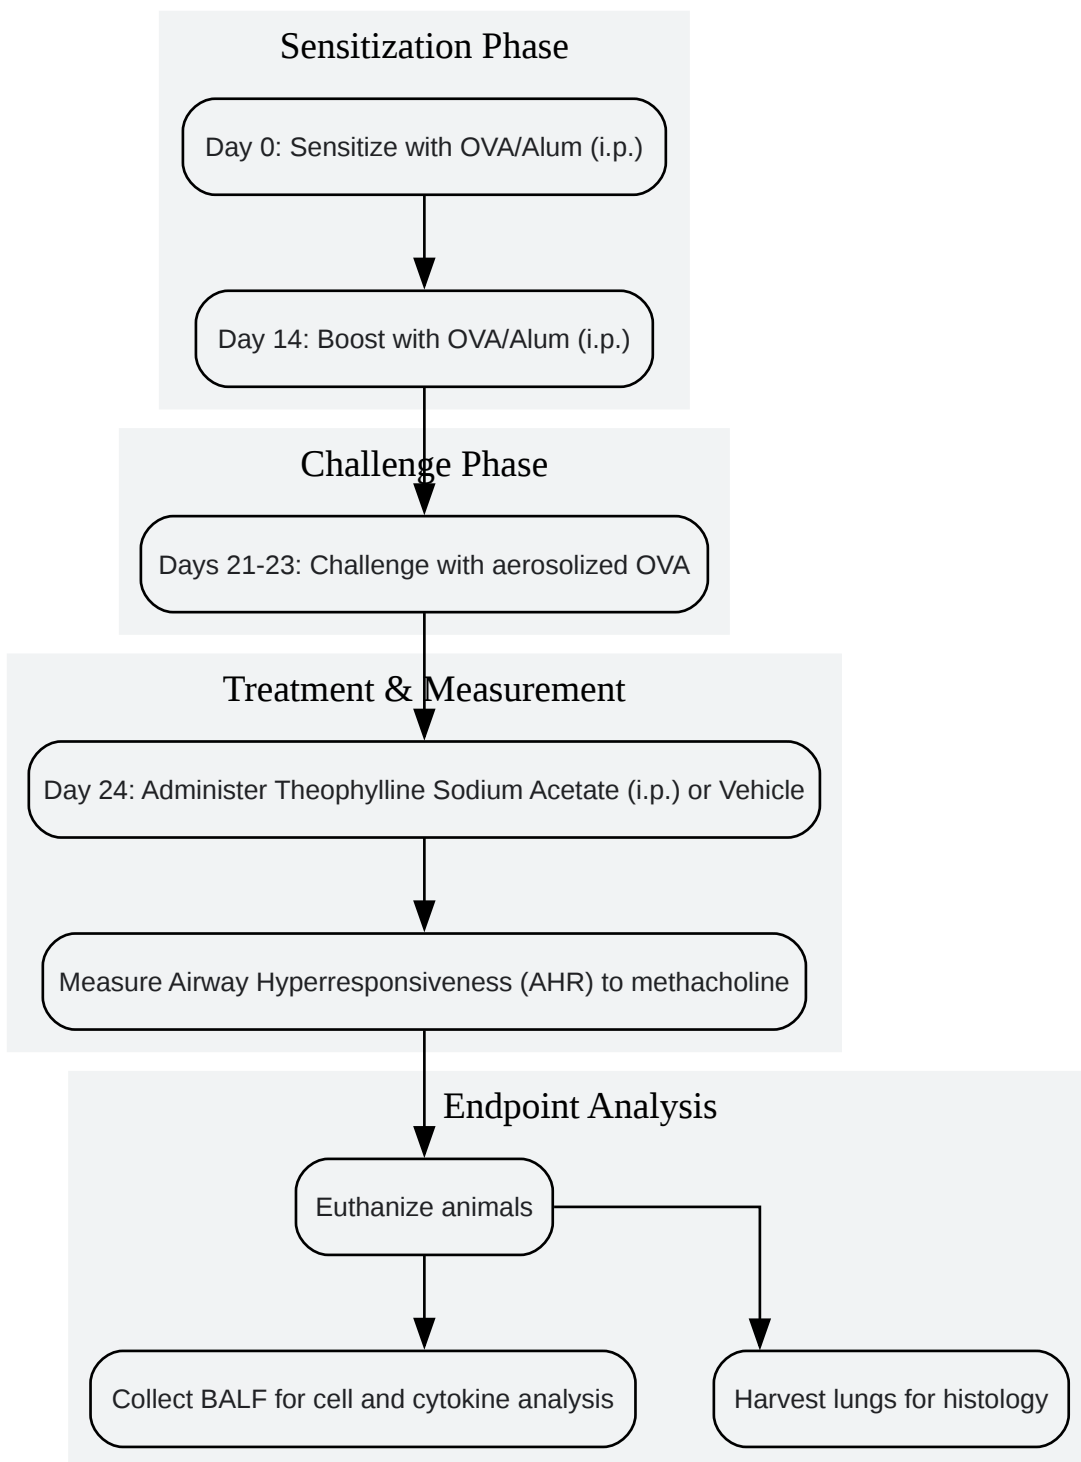 Sensitization Phase
Day 0: Sensitize with OVA/Alum (i.p.)
Day 14: Boost with OVA/Alum (i.p.)
Challenge Phase
Days 21-23: Challenge with aerosolized OVA
Treatment & Measurement
Day 24: Administer Theophylline Sodium Acetate (i.p.) or Vehicle
Measure Airway Hyperresponsiveness (AHR) to methacholine
Endpoint Analysis
Euthanize animals
Collect BALF for cell and cytokine analysis
Harvest lungs for histology